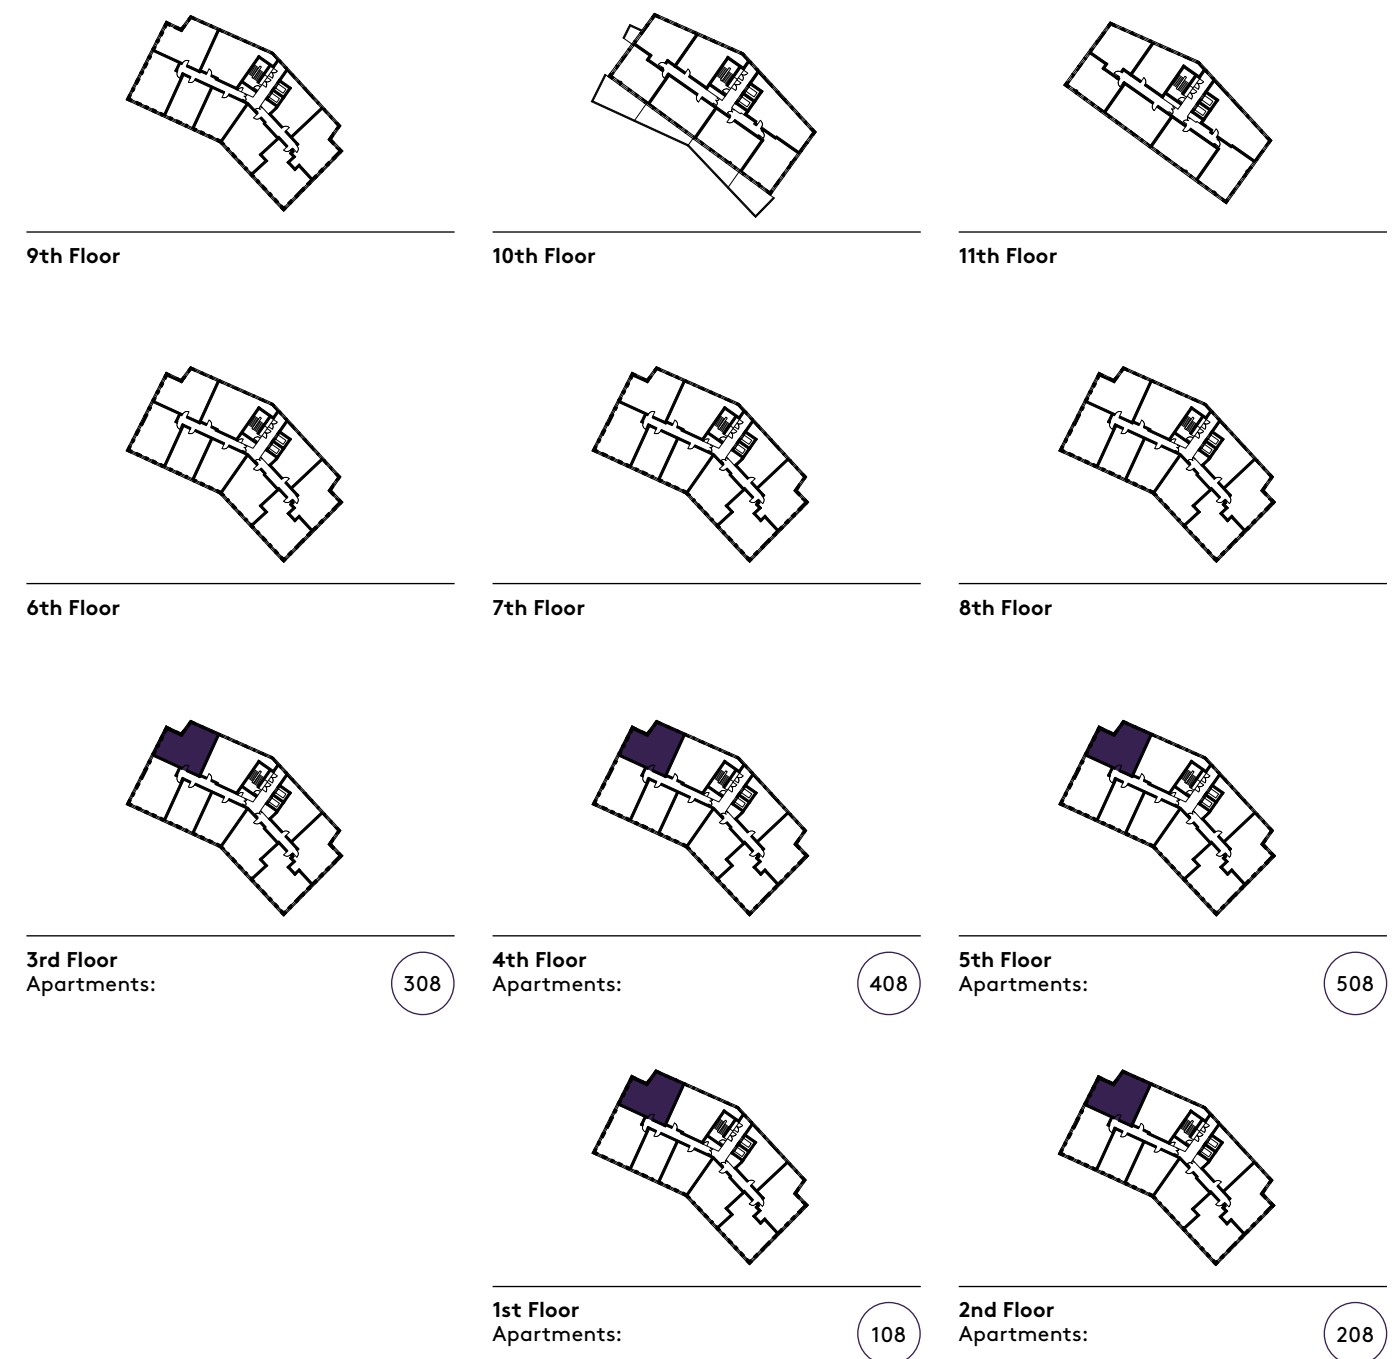 9th Floor
10th Floor
11th Floor
6th Floor
7th Floor
8th Floor
3rd Floor
Apartments:
308
4th Floor
Apartments:
408
5th Floor
Apartments:
508
1st Floor
Apartments:
108
2nd Floor
Apartments:
208